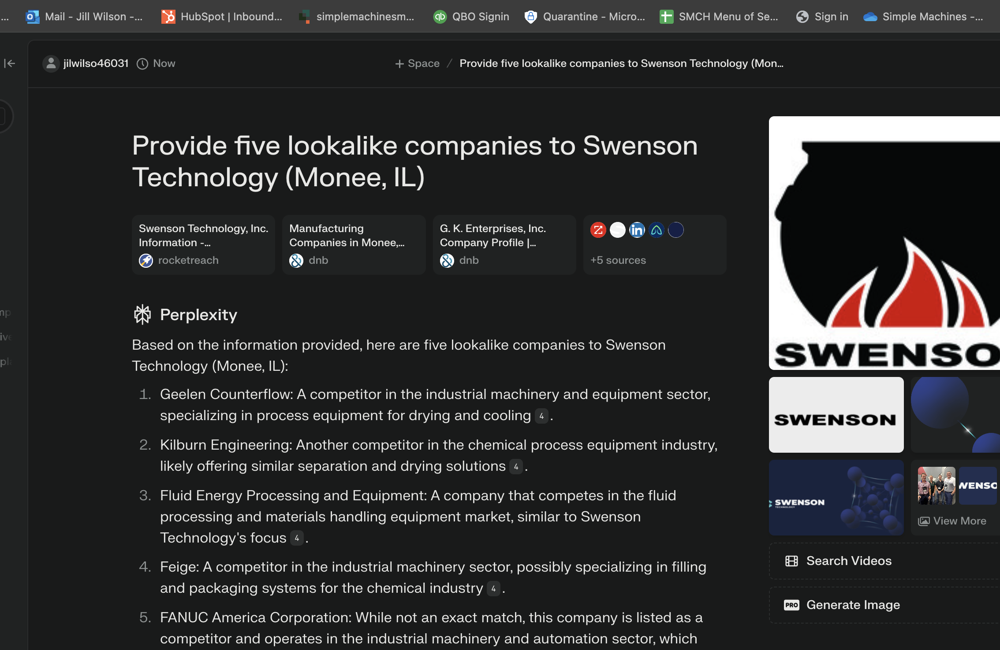 ...
Mail - Jill Wilson -...
HubSpot | Inbound...
simplemachinesm...
QBO Signin
Quarantine - Micro...
SMCH Menu of Se...
Sign in
Simple Machines -...
jilwilso46031
Now
Space / Provide five lookalike companies to Swenson Technology (Mon...
Provide five lookalike companies to Swenson
Technology (Monee, IL)
Swenson Technology, Inc.
Information -...
rocketreach
Manufacturing
Companies in Monee,...
dnb
G. K. Enterprises, Inc.
Company Profile |...
dnb
in
+5 sources
Perplexity
Based on the information provided, here are five lookalike companies to Swenson
Technology (Monee, IL):
1. Geelen Counterflow: A competitor in the industrial machinery and equipment sector,
specializing in process equipment for drying and cooling 4 .
2. Kilburn Engineering: Another competitor in the chemical process equipment industry,
likely offering similar separation and drying solutions 4 .
3. Fluid Energy Processing and Equipment: A company that competes in the fluid
processing and materials handling equipment market, similar to Swenson
Technology's focus 4 .
4. Feige: A competitor in the industrial machinery sector, possibly specializing in filling
and packaging systems for the chemical industry 4 .
5. FANUC America Corporation: While not an exact match, this company is listed as a
competitor and operates in the industrial machinery and automation sector, which
SWENSO
SWENSON
SWENSON
TECHNOLOGY
WENSO
View More
Search Videos
PRO Generate Image